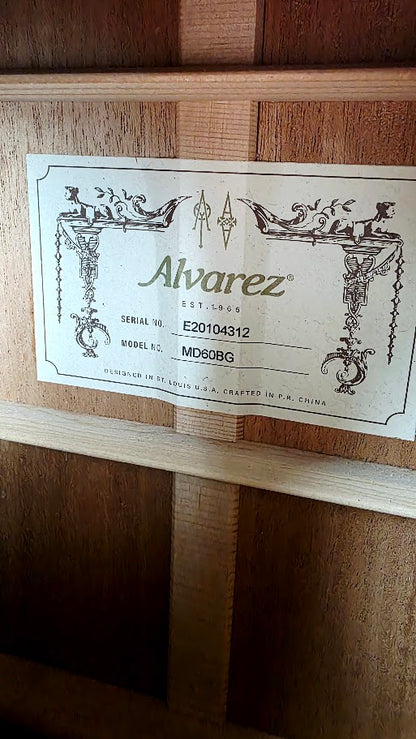 Alvarez®
EST.1965
SERIAL NO. E20104312
MODEL NO. MD60BG
DESIGNED IN ST. LOUIS U.S.A. CRAFTED IN P.R. CHINA